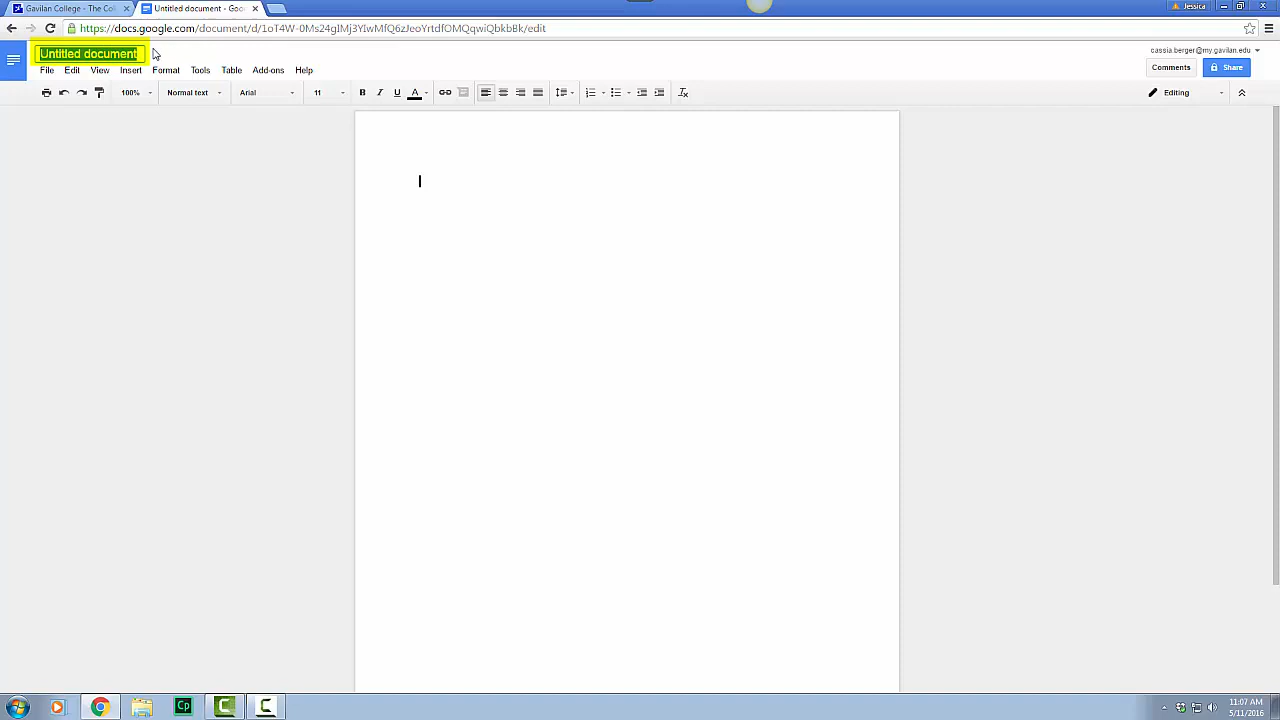 Gavilan College - The Col
Untitled document - Goo
Jessica
https://docs.google.com/document/d/1oT4W-0Ms24gIMj3YIwMfQ6zJeoYrtdfOMQqwiQbkbBk/edit
Untitled document
cassia.berger@my.gavilan.edu
File Edit View Insert Format Tools Table Add-ons Help
Comments
Share
100% Normal text Arial 11 B I U A
Editing
Cp
C C
11:07 AM
5/11/2016